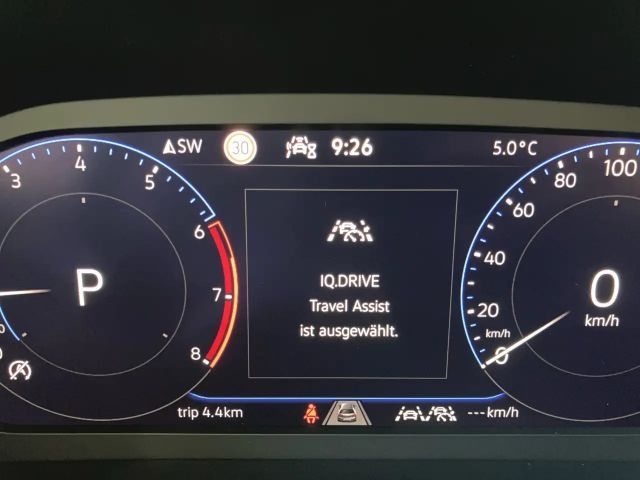 SW 30 9:26 5.0°C
3
4
5
6
7
8
P
IQ.DRIVE
Travel Assist
ist ausgewählt.
100
80
60
40
20
0
km/h
0
km/h
trip 4.4km
---km/h